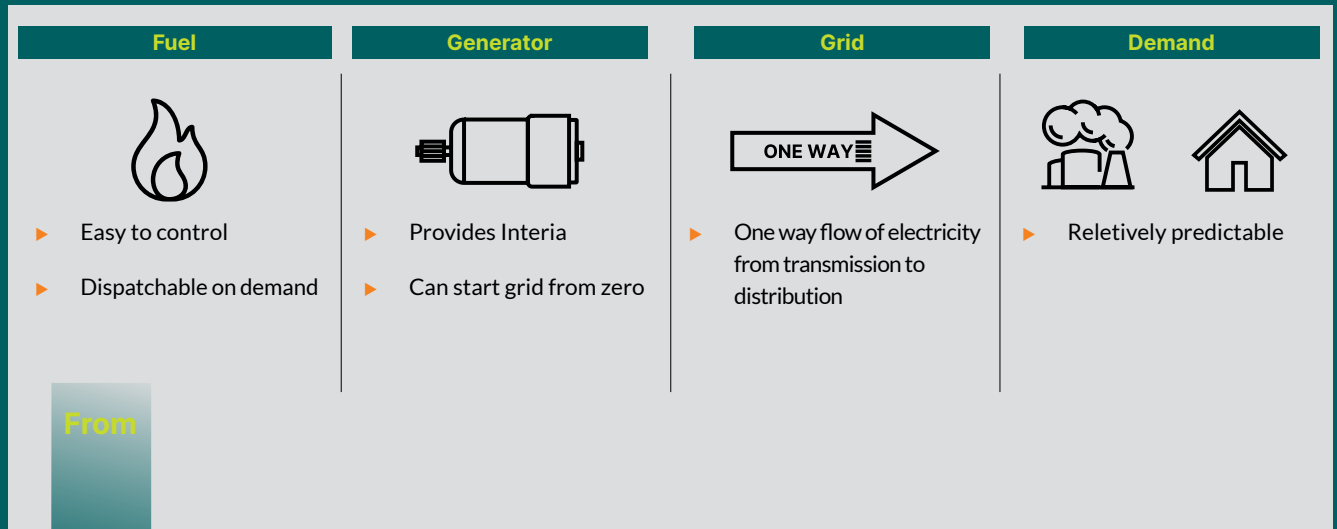 Fuel
Generator
Grid
Demand
ONE WAY
Easy to control
Dispatchable on demand
Provides Interia
Can start grid from zero
One way flow of electricity
from transmission to
distribution
Reletively predictable
From